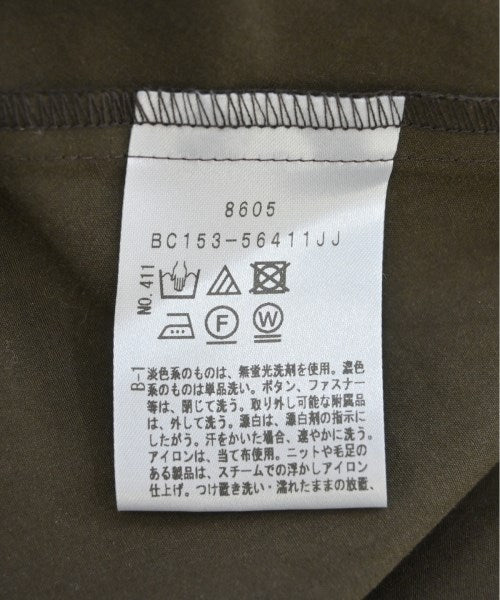 8605
BC153-56411JJ
NO.411
F
W
B-1
淡色系のものは、無蛍光洗剤を使用。濃色
系のものは単品洗い。ボタン、ファスナー
等は、閉じて洗う。取り外し可能な附属品
は、外して洗う。漂白は、漂白剤の指示に
したがう。汗をかいた場合、速やかに洗う。
アイロンは、当て布使用。ニットや毛足の
ある製品は、スチームでの浮かしアイロン
仕上げ。つけ置き洗い・濡れたままの放置、